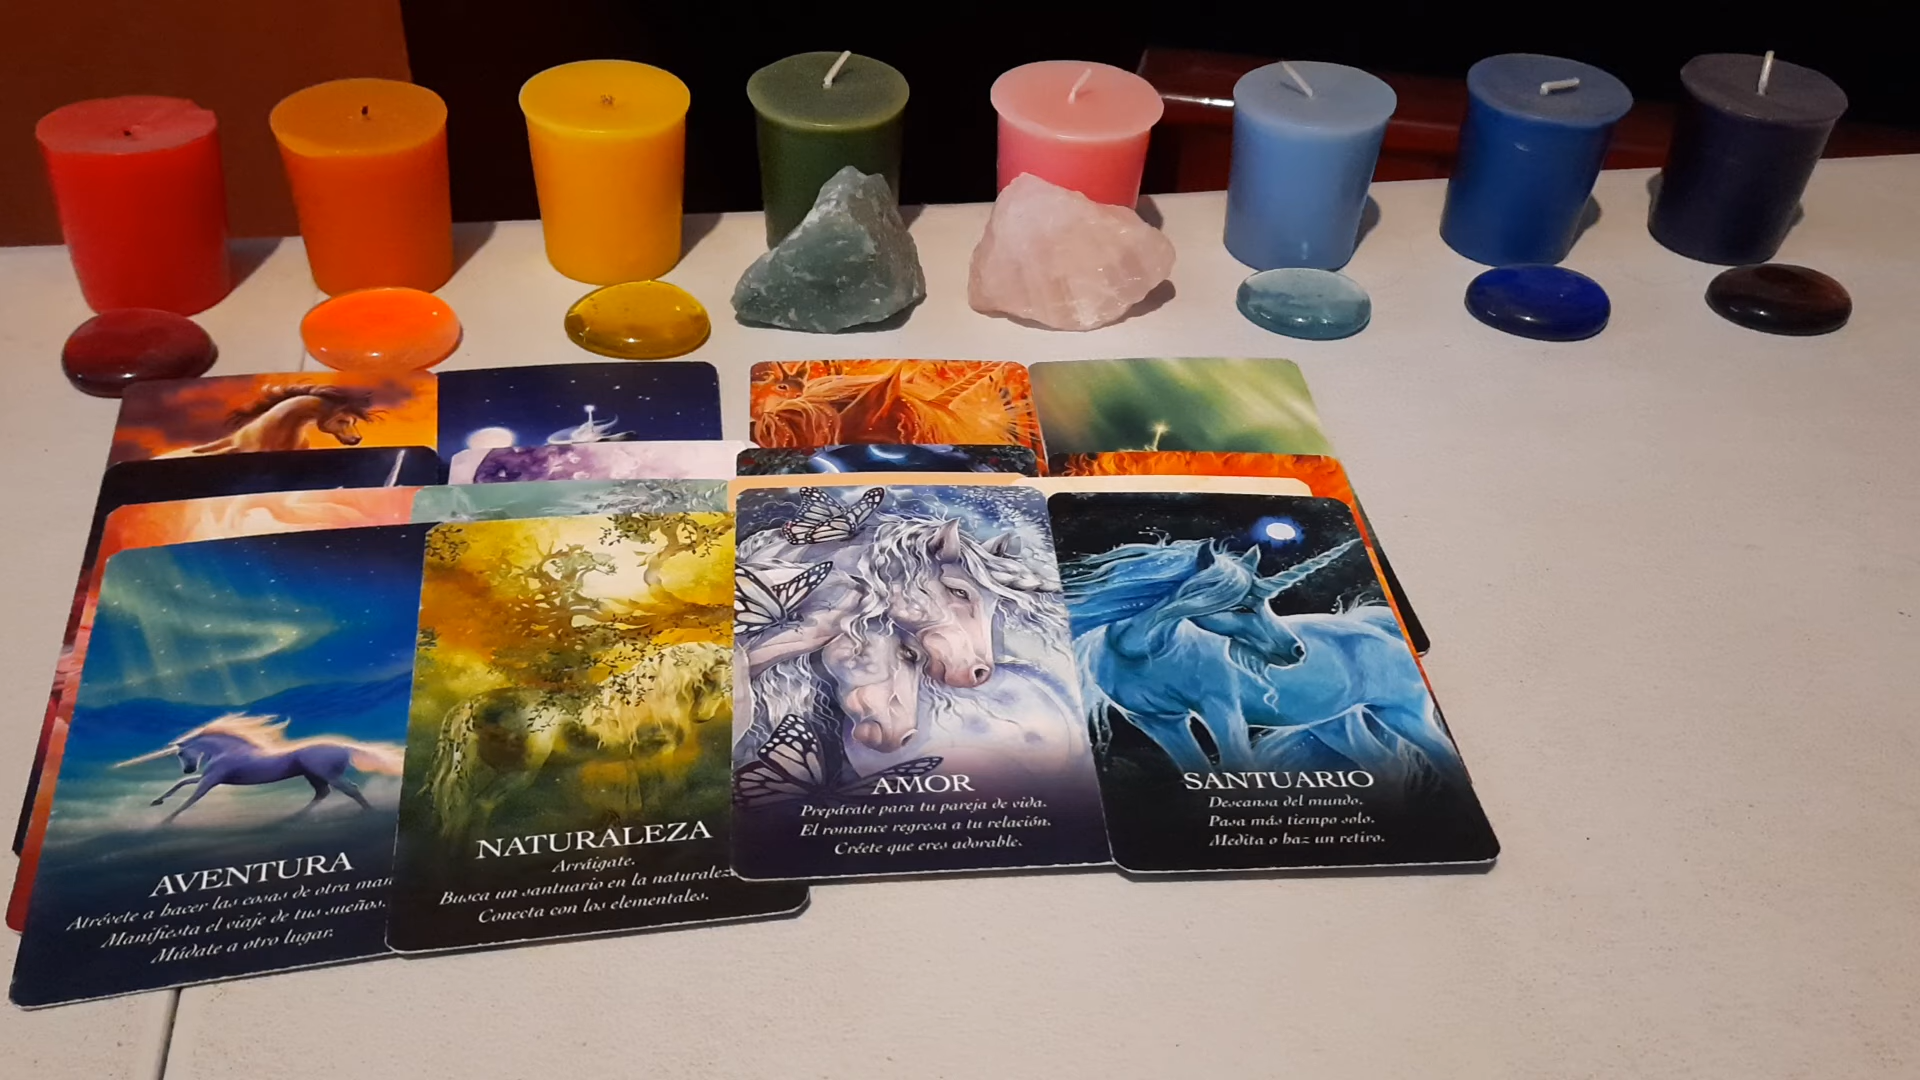 AVENTURA
Atrévete a hacer las cosas de otra man
Manifiesta el viaje de tus sueños.
Múdate a otro lugar.
NATURALEZA
Arráigate.
Busca un santuario en la naturalez
Conecta con los elementales.
AMOR
Prepárate para tu pareja de vida.
El romance regresa a tu relación.
Créete que eres adorable.
SANTUARIO
Descansa del mundo.
Pasa más tiempo solo.
Medita o haz un retiro.